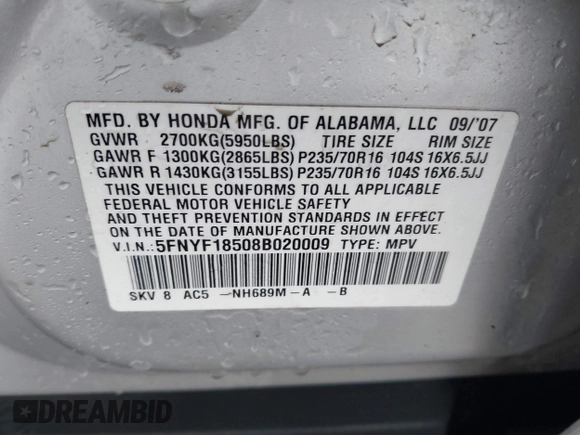 MFD. BY HONDA MFG. OF ALABAMA, LLC 09/'07
GVWR 2700KG(5950LBS) TIRE SIZE RIM SIZE
GAWR F 1300KG(2865LBS) P235/70R16 104S 16X6.5JJ
GAWR R 1430KG(3155LBS) P235/70R16 104S 16X6.5JJ
THIS VEHICLE CONFORMS TO ALL APPLICABLE
FEDERAL MOTOR VEHICLE SAFETY
AND THEFT PREVENTION STANDARDS IN EFFECT
ON THE DATE OF MANUFACTURE SHOWN ABOVE.
V.I.N.: 5FNYF18508B020009 TYPE: MPV
SKV 8 AC5 -NH689M-A -B
DREAMBID